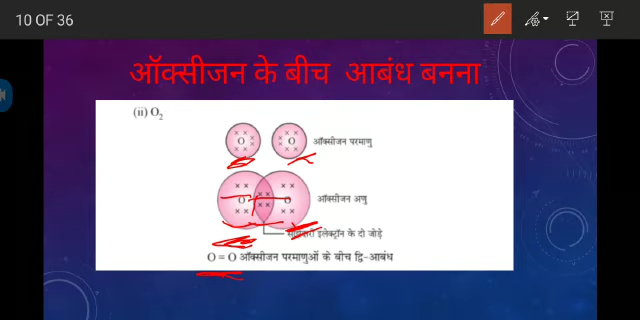 10 OF 36
ऑक्सीजन के बीच आबंध बनना
(ii) O₂
O O ऑक्सीजन परमाणु
O O ऑक्सीजन अणु
इलेक्ट्रॉन के दो जोड़े
O = O ऑक्सीजन परमाणुओं के बीच द्वि-आबंध